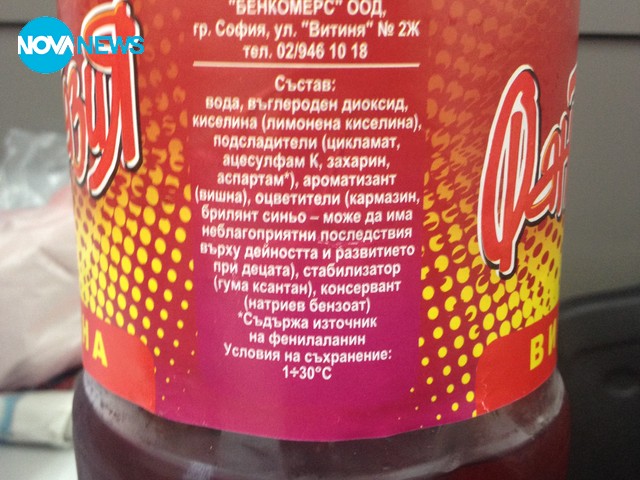 NOVA NEWS
"БЕНКОМЕРС" ООД,
гр. София, ул. "Витиня" № 2Ж
тел. 02/946 10 18
Състав:
вода, въглероден диоксид,
киселина (лимонена киселина),
подсладители (цикламат,
ацесулфам К, захарин,
аспартам*), ароматизант
(вишна), оцветители (кармазин,
брилянт синьо – може да има
неблагоприятни последствия
върху дейността и развитието
при децата), стабилизатор
(гума ксантан), консервант
(натриев бензоат)
*Съдържа източник
на фенилаланин
Условия на съхранение:
1÷30°С
НА
ВИ